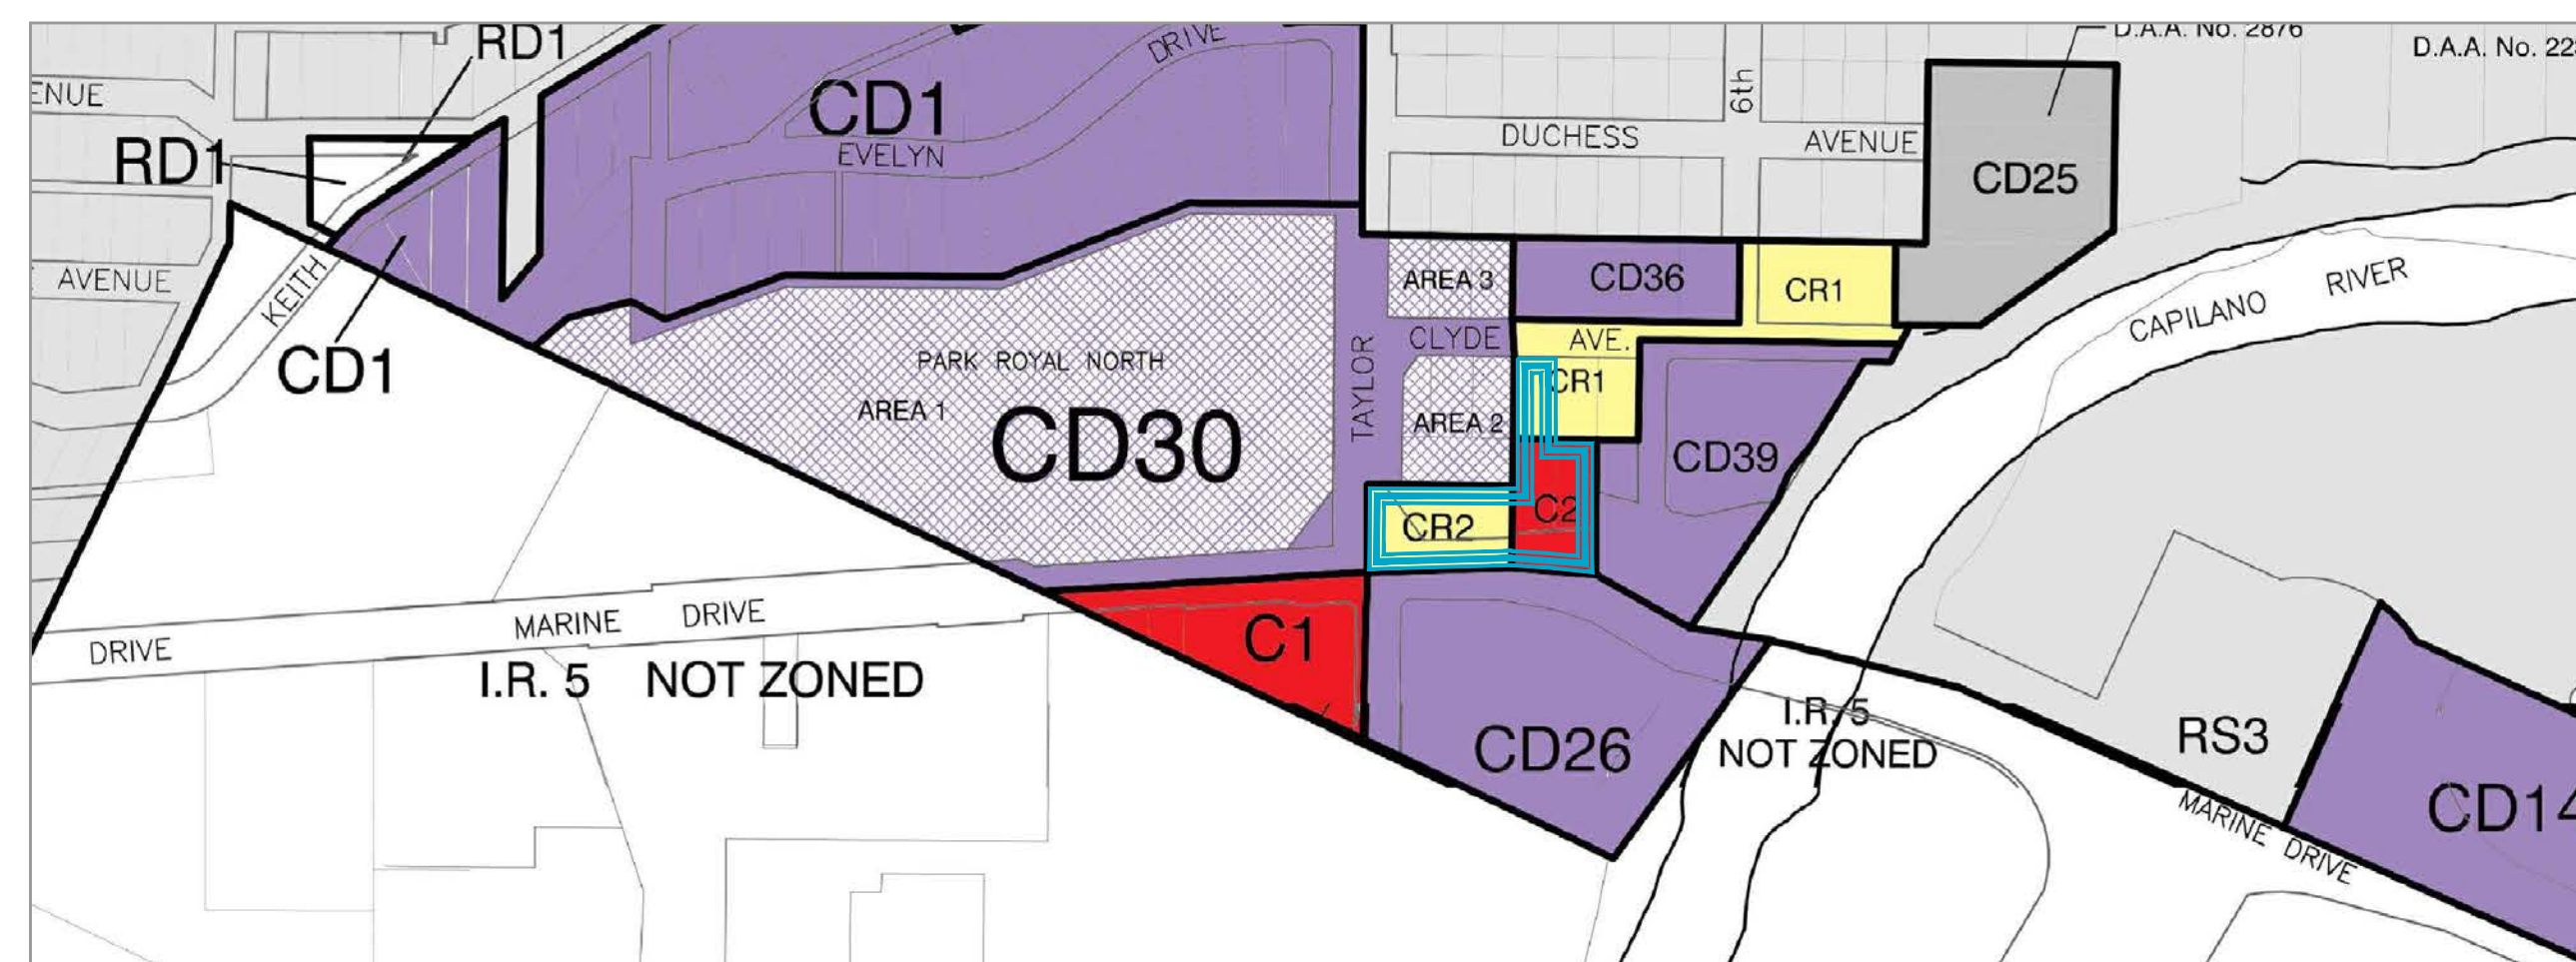 RD1
DRIVE
D.A.A. No. 2876
D.A.A. No. 22
ENUE
CD1
6th
DUCHESS
AVENUE
RD1
EVELYN
CD25
AVENUE
KEITH
AREA 3
CD36
CR1
CAPILANO RIVER
CD1
PARK ROYAL NORTH
TAYLOR
CLYDE
AVE.
CR1
AREA 1
CD30
AREA 2
CD39
CR2
C2
DRIVE
MARINE DRIVE
C1
I.R. 5 NOT ZONED
CD26
I.R. 5
NOT ZONED
RS3
MARINE DRIVE
CD14